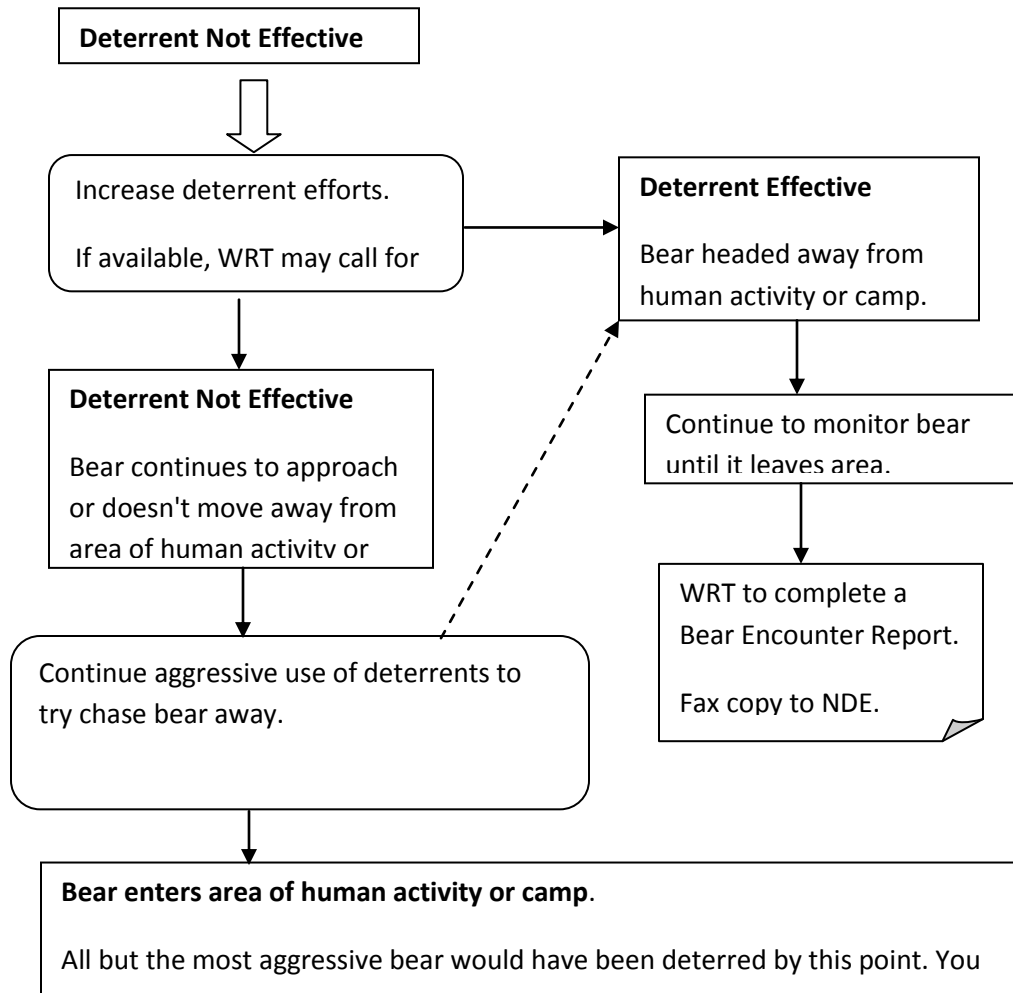 Deterrent Not Effective
Increase deterrent efforts.
If available, WRT may call for
Deterrent Effective
Bear headed away from
human activity or camp.
Deterrent Not Effective
Bear continues to approach
or doesn't move away from
area of human activity or
Continue to monitor bear
until it leaves area.
WRT to complete a
Bear Encounter Report.
Fax copy to NDE.
Continue aggressive use of deterrents to
try chase bear away.
Bear enters area of human activity or camp.
All but the most aggressive bear would have been deterred by this point. You